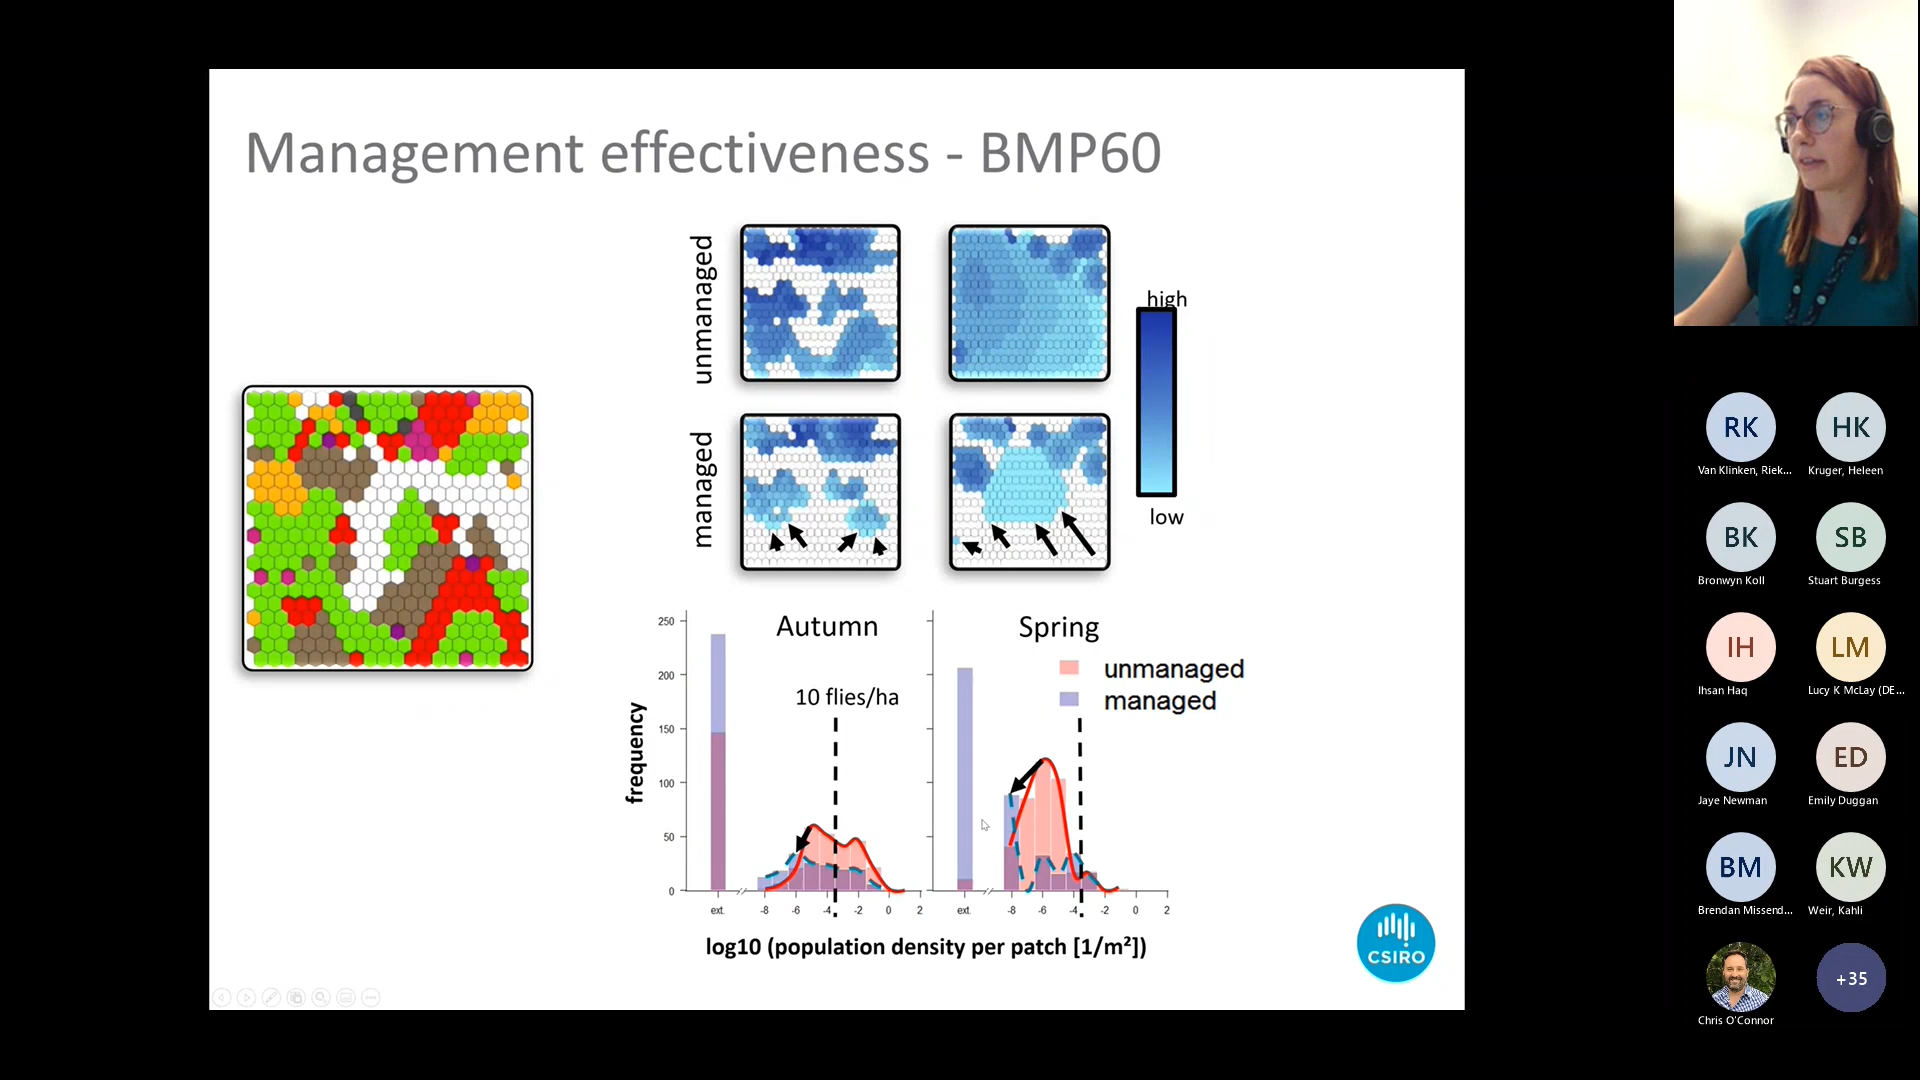 Management effectiveness - BMP60
unmanaged
high
managed
low
Autumn
Spring
unmanaged
managed
10 flies/ha
frequency
250
200
150
100
50
0
ext.
-8
-6
-4
-2
0
2
ext.
-8
-6
-4
-2
0
2
log10 (population density per patch [1/m²])
CSIRO
RK
Van Klinken, Riek...
HK
Kruger, Heleen
BK
Bronwyn Koll
SB
Stuart Burgess
IH
Ihsan Haq
LM
Lucy K McLay (DE...
JN
Jaye Newman
ED
Emily Duggan
BM
Brendan Missend...
KW
Weir, Kahli
Chris O'Connor
+35